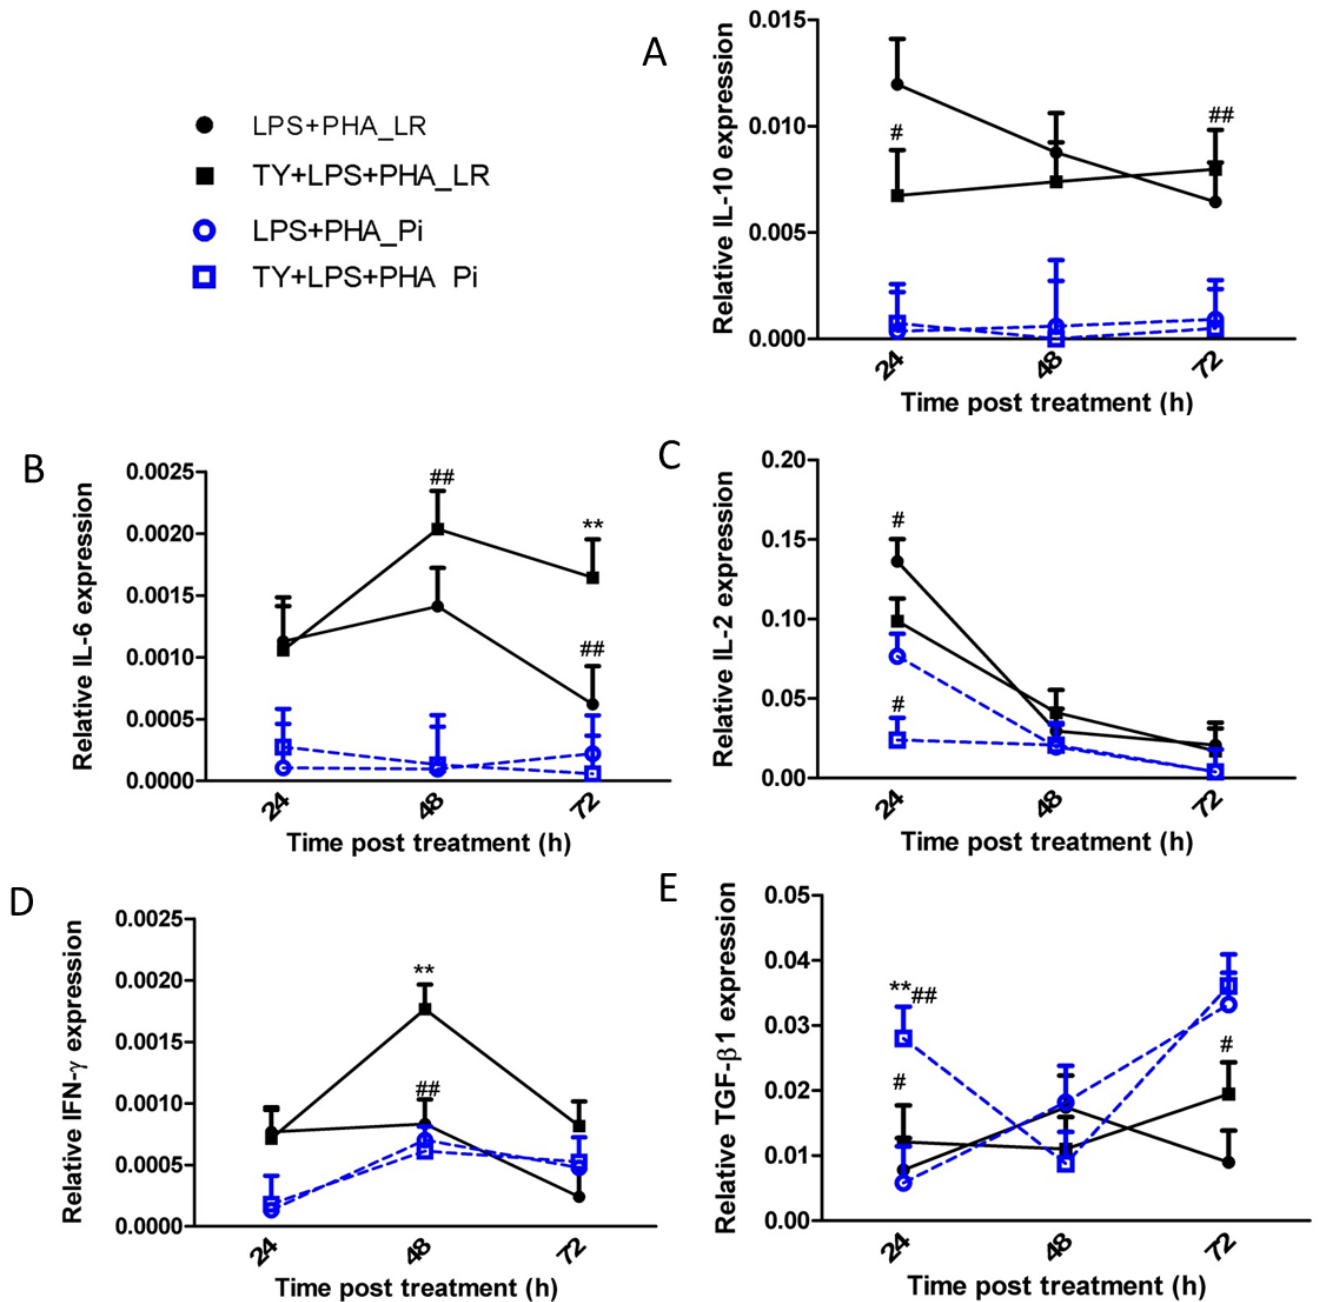 LPS+PHA_LR
TY+LPS+PHA_LR
LPS+PHA_Pi
TY+LPS+PHA Pi
A
Relative IL-10 expression
0.015
0.010
0.005
0.000
#
##
24
48
72
Time post treatment (h)
B
Relative IL-6 expression
0.0025
0.0020
0.0015
0.0010
0.0005
0.0000
##
**
##
24
48
72
Time post treatment (h)
C
Relative IL-2 expression
0.20
0.15
0.10
0.05
0.00
#
#
24
48
72
Time post treatment (h)
D
Relative IFN-γ expression
0.0025
0.0020
0.0015
0.0010
0.0005
0.0000
**
##
24
48
72
Time post treatment (h)
E
Relative TGF-β1 expression
0.05
0.04
0.03
0.02
0.01
0.00
**##
#
#
24
48
72
Time post treatment (h)